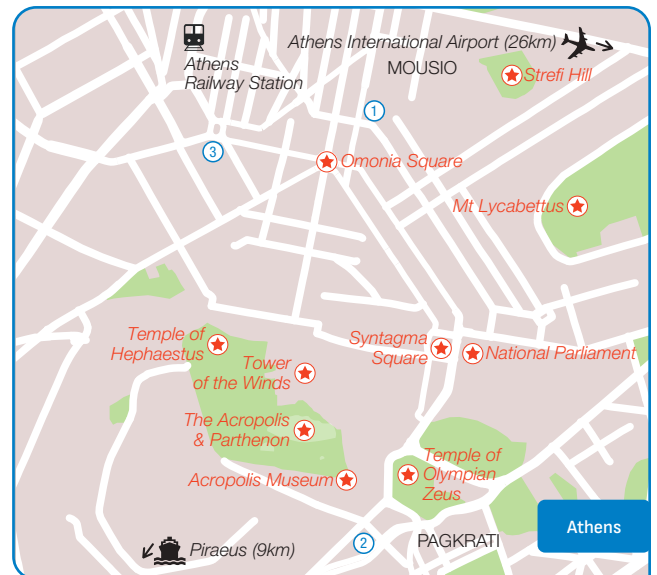 Athens International Airport (26km)
Athens
Railway Station
MOUSIO
Strefi Hill
1
3
Omonia Square
Mt Lycabettus
Temple of
Hephaestus
Tower
of the Winds
Syntagma
Square
National Parliament
The Acropolis
& Parthenon
Acropolis Museum
Temple of
Olympian
Zeus
Athens
2
PAGKRATI
Piraeus (9km)